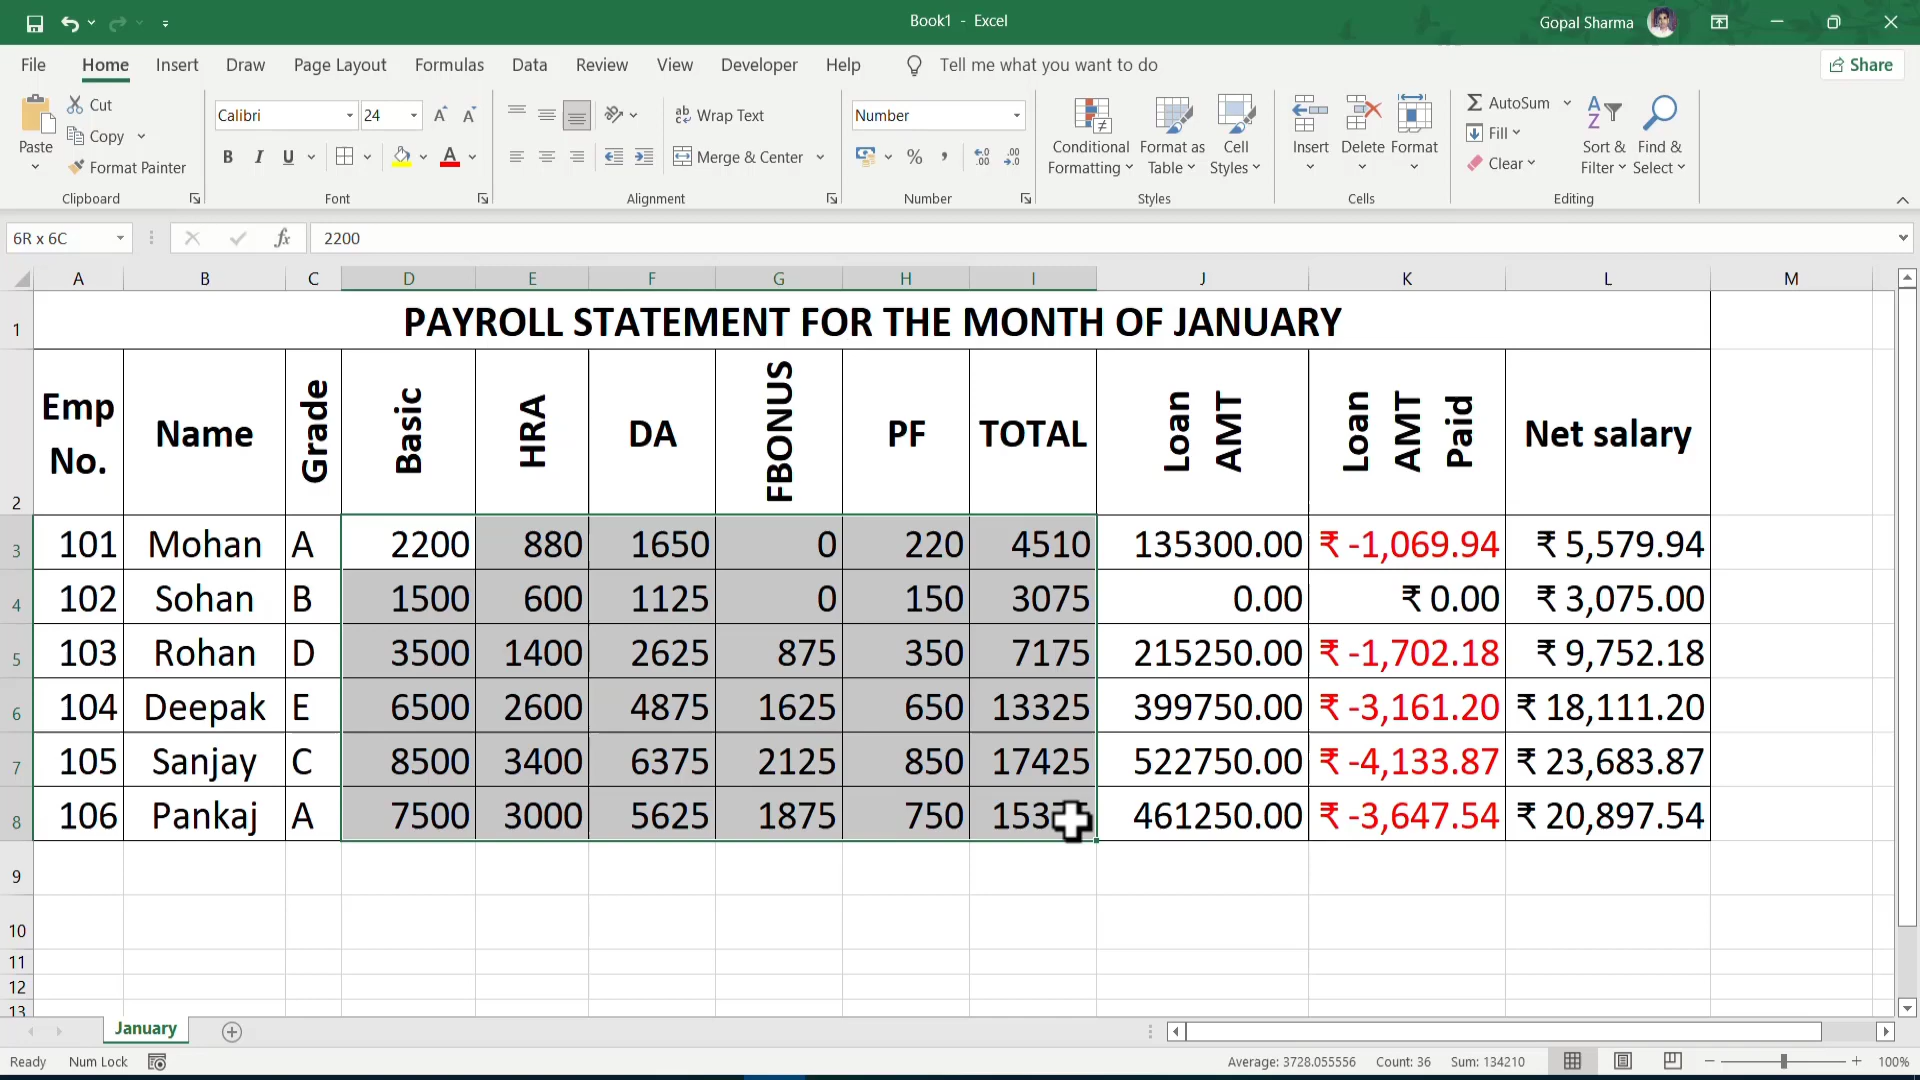 Book1 - Excel
Gopal Sharma
File Home Insert Draw Page Layout Formulas Data Review View Developer Help Tell me what you want to do Share
Paste Cut Copy Format Painter Clipboard
Calibri 24 B I U A Font
ab Wrap Text Merge & Center Alignment
Number % , Number
Conditional Formatting Format as Table Cell Styles Styles
Insert Delete Format Cells
AutoSum Fill Clear Sort & Filter Find & Select Editing
6R x 6C fx 2200
A B C D E F G H I J K L M
1 PAYROLL STATEMENT FOR THE MONTH OF JANUARY
2 Emp No. Name Grade Basic HRA DA FBONUS PF TOTAL Loan AMT Loan AMT Paid Net salary
3 101 Mohan A 2200 880 1650 0 220 4510 135300.00 ₹ -1,069.94 ₹ 5,579.94
4 102 Sohan B 1500 600 1125 0 150 3075 0.00 ₹ 0.00 ₹ 3,075.00
5 103 Rohan D 3500 1400 2625 875 350 7175 215250.00 ₹ -1,702.18 ₹ 9,752.18
6 104 Deepak E 6500 2600 4875 1625 650 13325 399750.00 ₹ -3,161.20 ₹ 18,111.20
7 105 Sanjay C 8500 3400 6375 2125 850 17425 522750.00 ₹ -4,133.87 ₹ 23,683.87
8 106 Pankaj A 7500 3000 5625 1875 750 461250.00 ₹ -3,647.54 ₹ 20,897.54
9
10
11
12
13
January
Ready Num Lock Average: 3728.055556 Count: 36 Sum: 134210 100%